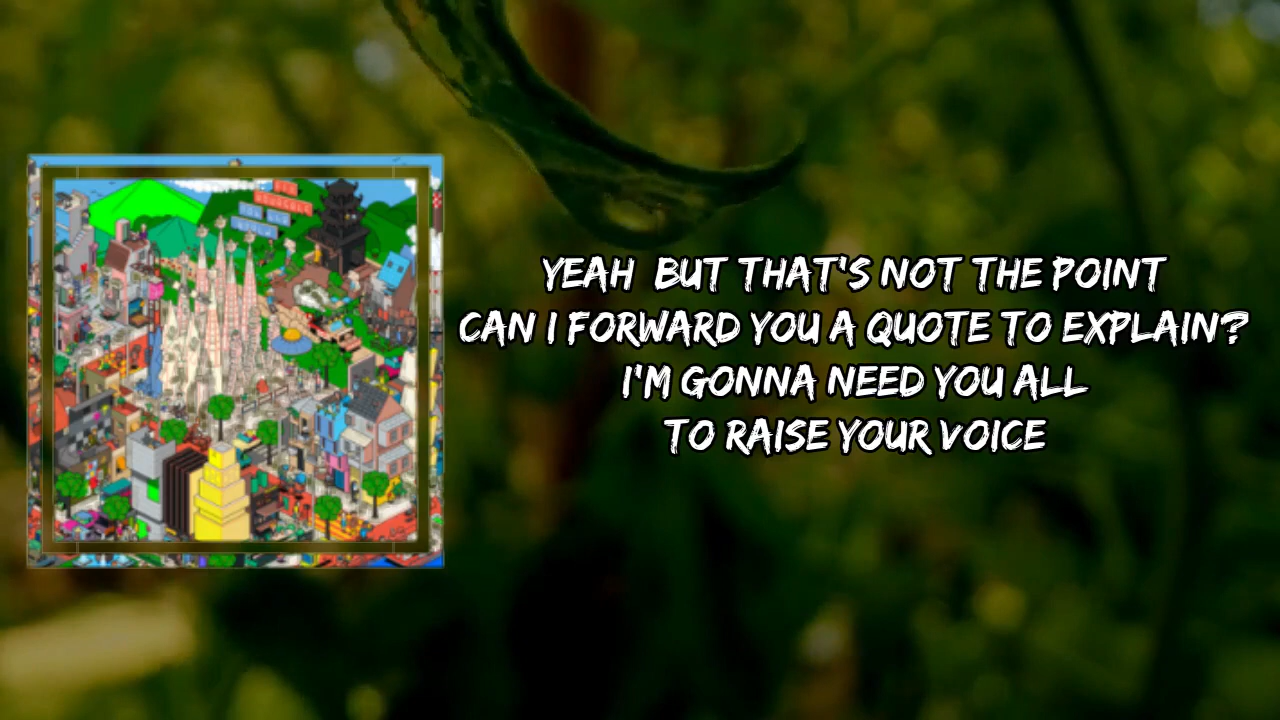 YEAH BUT THAT'S NOT THE POINT
CAN I FORWARD YOU A QUOTE TO EXPLAIN?
I'M GONNA NEED YOU ALL
TO RAISE YOUR VOICE